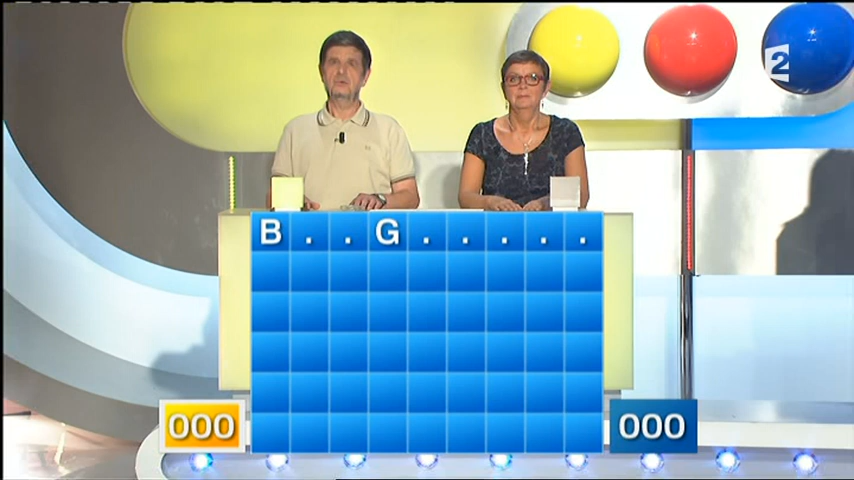 2
B . . G . . . . .
000
000